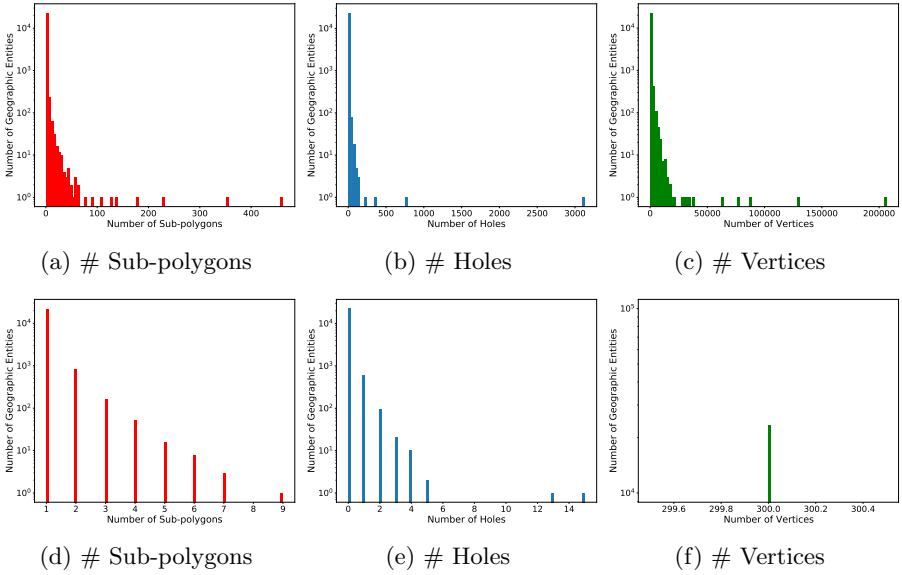 Number of Geographic Entities
10⁴
10²
10¹
10⁰
0 100 200 300 400
Number of Sub-polygons
(a) # Sub-polygons
Number of Geographic Entities
10⁴
10²
10¹
10⁰
0 500 1000 1500 2000 2500 3000
Number of Holes
(b) # Holes
Number of Geographic Entities
10⁴
10²
10¹
10⁰
0 50000 100000 150000 200000
Number of Vertices
(c) # Vertices
Number of Geographic Entities
10⁴
10³
10²
10¹
10⁰
1 2 3 4 5 6 7 8 9
Number of Sub-polygons
(d) # Sub-polygons
Number of Geographic Entities
10⁴
10³
10²
10¹
10⁰
0 2 4 6 8 10 12 14
Number of Holes
(e) # Holes
Number of Geographic Entities
10⁵
10⁴
299.6 299.8 300.0 300.2 300.4
Number of Vertices
(f) # Vertices